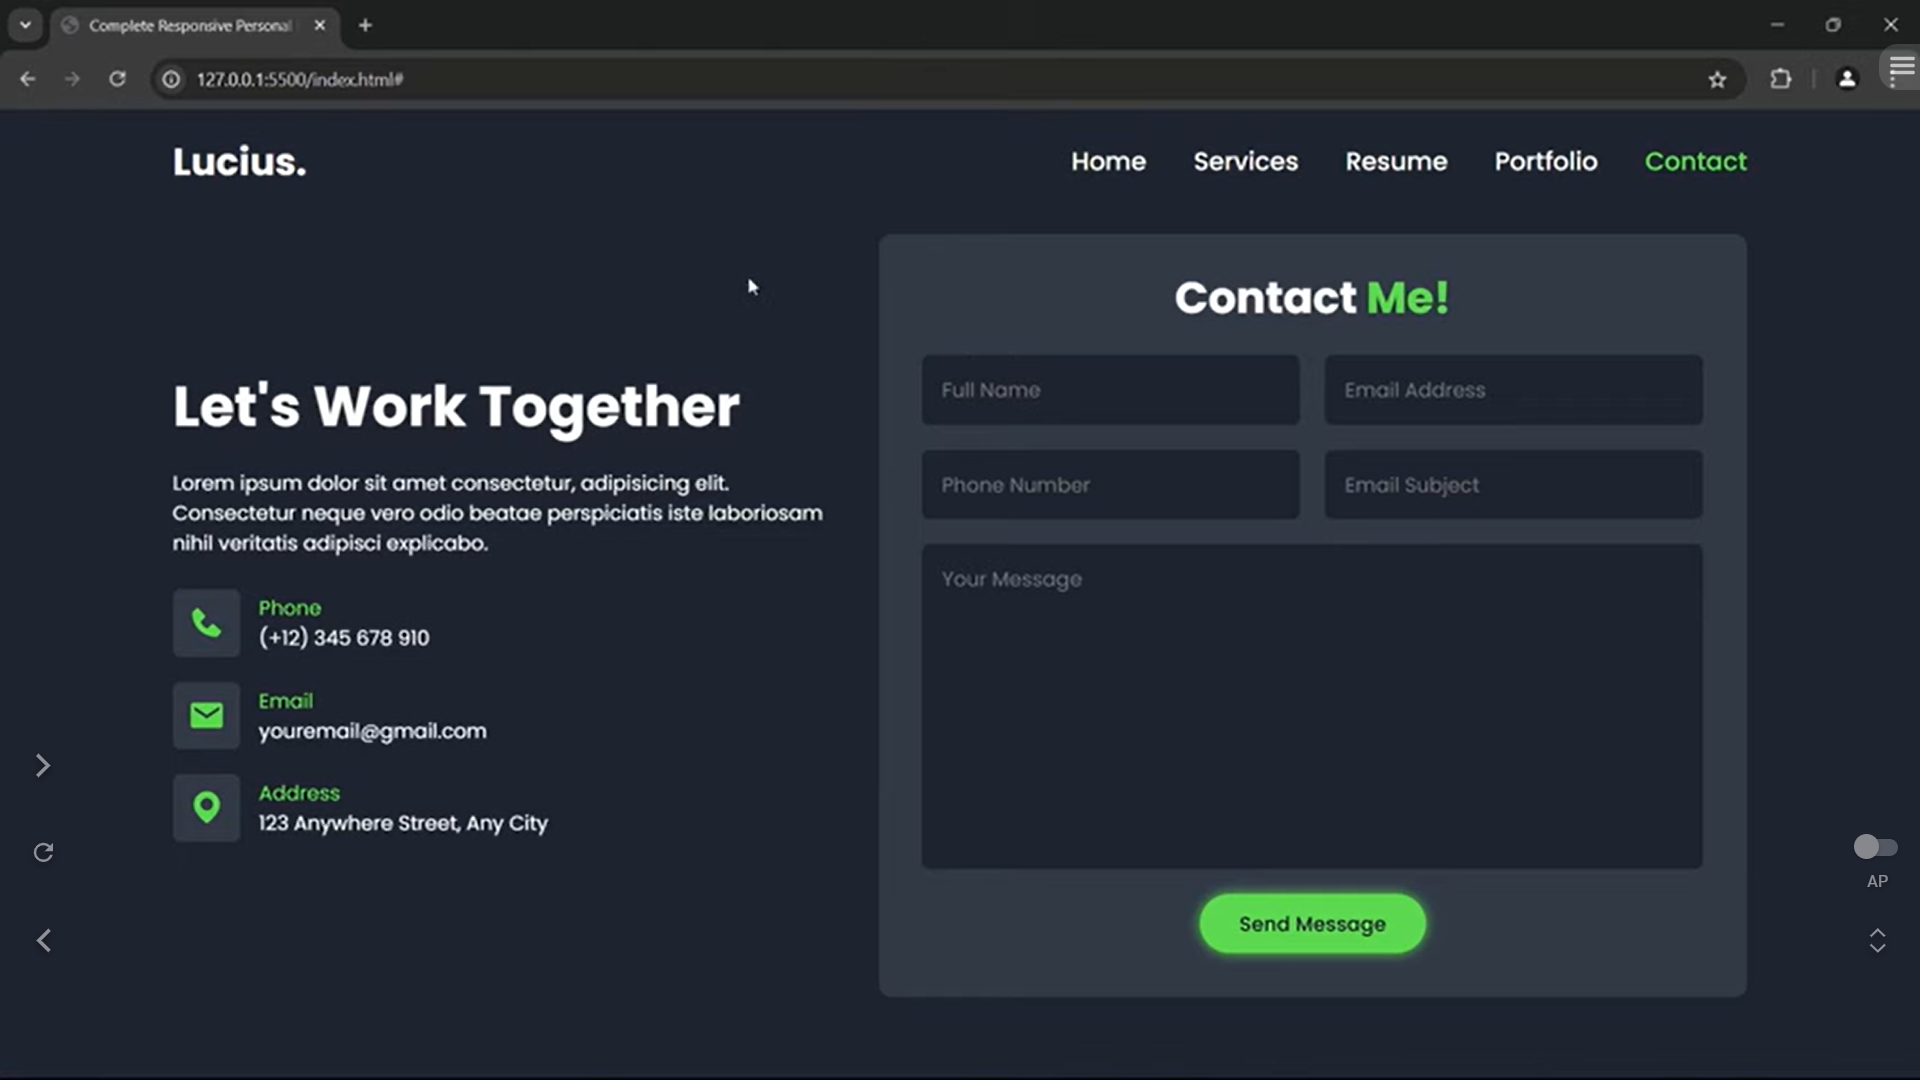 Complete Responsive Personal
127.0.0.1:5500/index.html#
Lucius.
Home Services Resume Portfolio Contact
Let's Work Together
Lorem ipsum dolor sit amet consectetur, adipisicing elit.
Consectetur neque vero odio beatae perspiciatis iste laboriosam
nihil veritatis adipisci explicabo.
Phone
(+12) 345 678 910
Email
youremail@gmail.com
Address
123 Anywhere Street, Any City
Contact Me!
Full Name
Email Address
Phone Number
Email Subject
Your Message
Send Message
AP